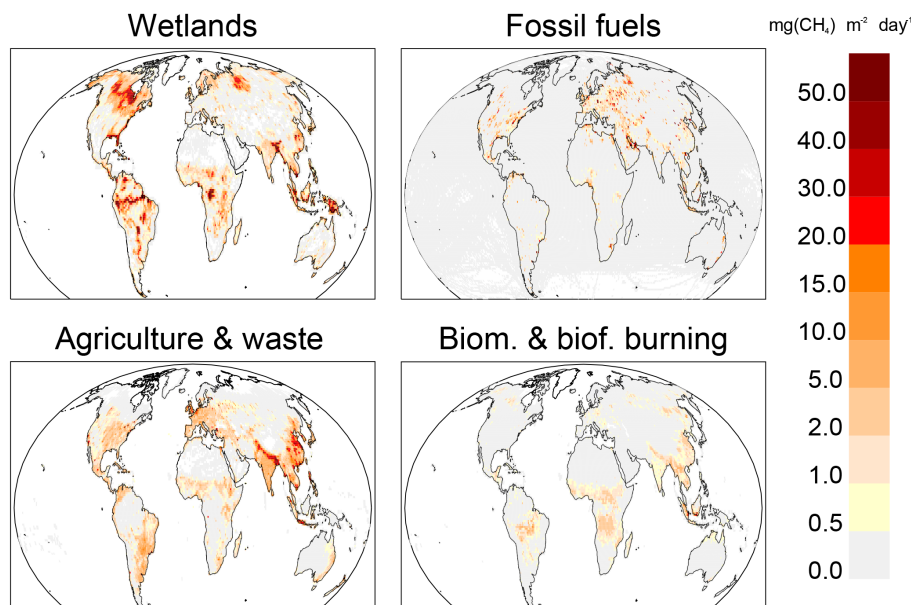 Wetlands
Fossil fuels
mg(CH₄) m⁻² day⁻¹
50.0
40.0
30.0
20.0
15.0
10.0
5.0
2.0
1.0
0.5
0.0
Agriculture & waste
Biom. & biof. burning